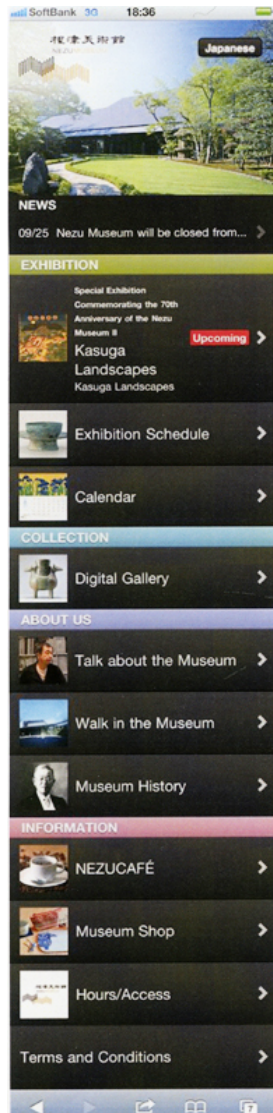 SoftBank 3G 18:36
根津美術館
NEZU
Japanese
NEWS
09/25 Nezu Museum will be closed from...
EXHIBITION
Special Exhibition
Commemorating the 70th
Anniversary of the Nezu
Museum II
Upcoming
Kasuga
Landscapes
Kasuga Landscapes
Exhibition Schedule
Calendar
COLLECTION
Digital Gallery
ABOUT US
Talk about the Museum
Walk in the Museum
Museum History
INFORMATION
NEZUCAFÉ
Museum Shop
Hours/Access
Terms and Conditions
7